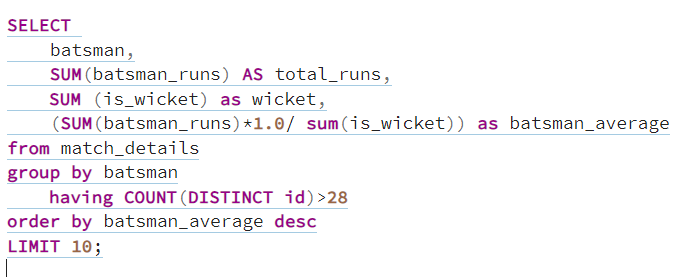 SELECT
batsman,
SUM(batsman_runs) AS total_runs,
SUM (is_wicket) as wicket,
(SUM(batsman_runs)*1.0/ sum(is_wicket)) as batsman_average
from match_details
group by batsman
having COUNT(DISTINCT id)>28
order by batsman_average desc
LIMIT 10;